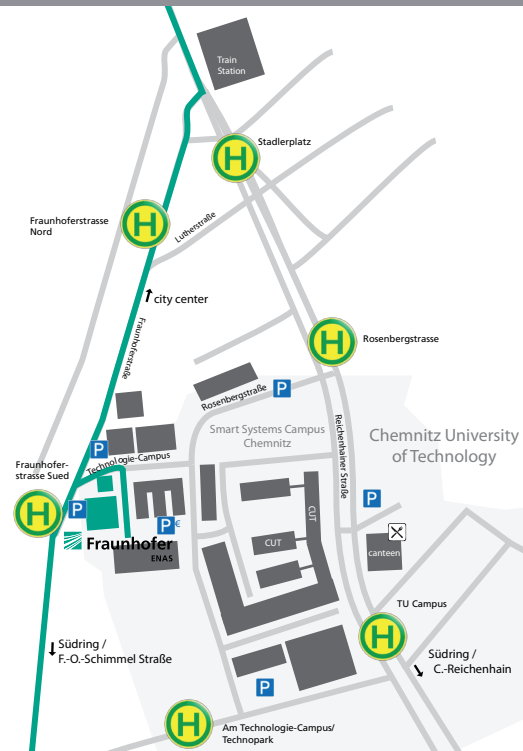 Train
Station
Stadlerplatz
H
Fraunhoferstrasse
Nord
H
Lutherstraße
city center
Fraunhoferstraße
H
Rosenbergstrasse
P
Rosenbergstraße
Smart Systems Campus
Chemnitz
Reichenhainer Straße
Chemnitz University
of Technology
P
Technologie-Campus
Fraunhofer-
strasse Sued
H
P
P€
P
CUT
CUT
canteen
Fraunhofer
ENAS
TU Campus
H
Südring /
F.-O.-Schimmel Straße
Südring /
C.-Reichenhain
P
H
Am Technologie-Campus/
Technopark